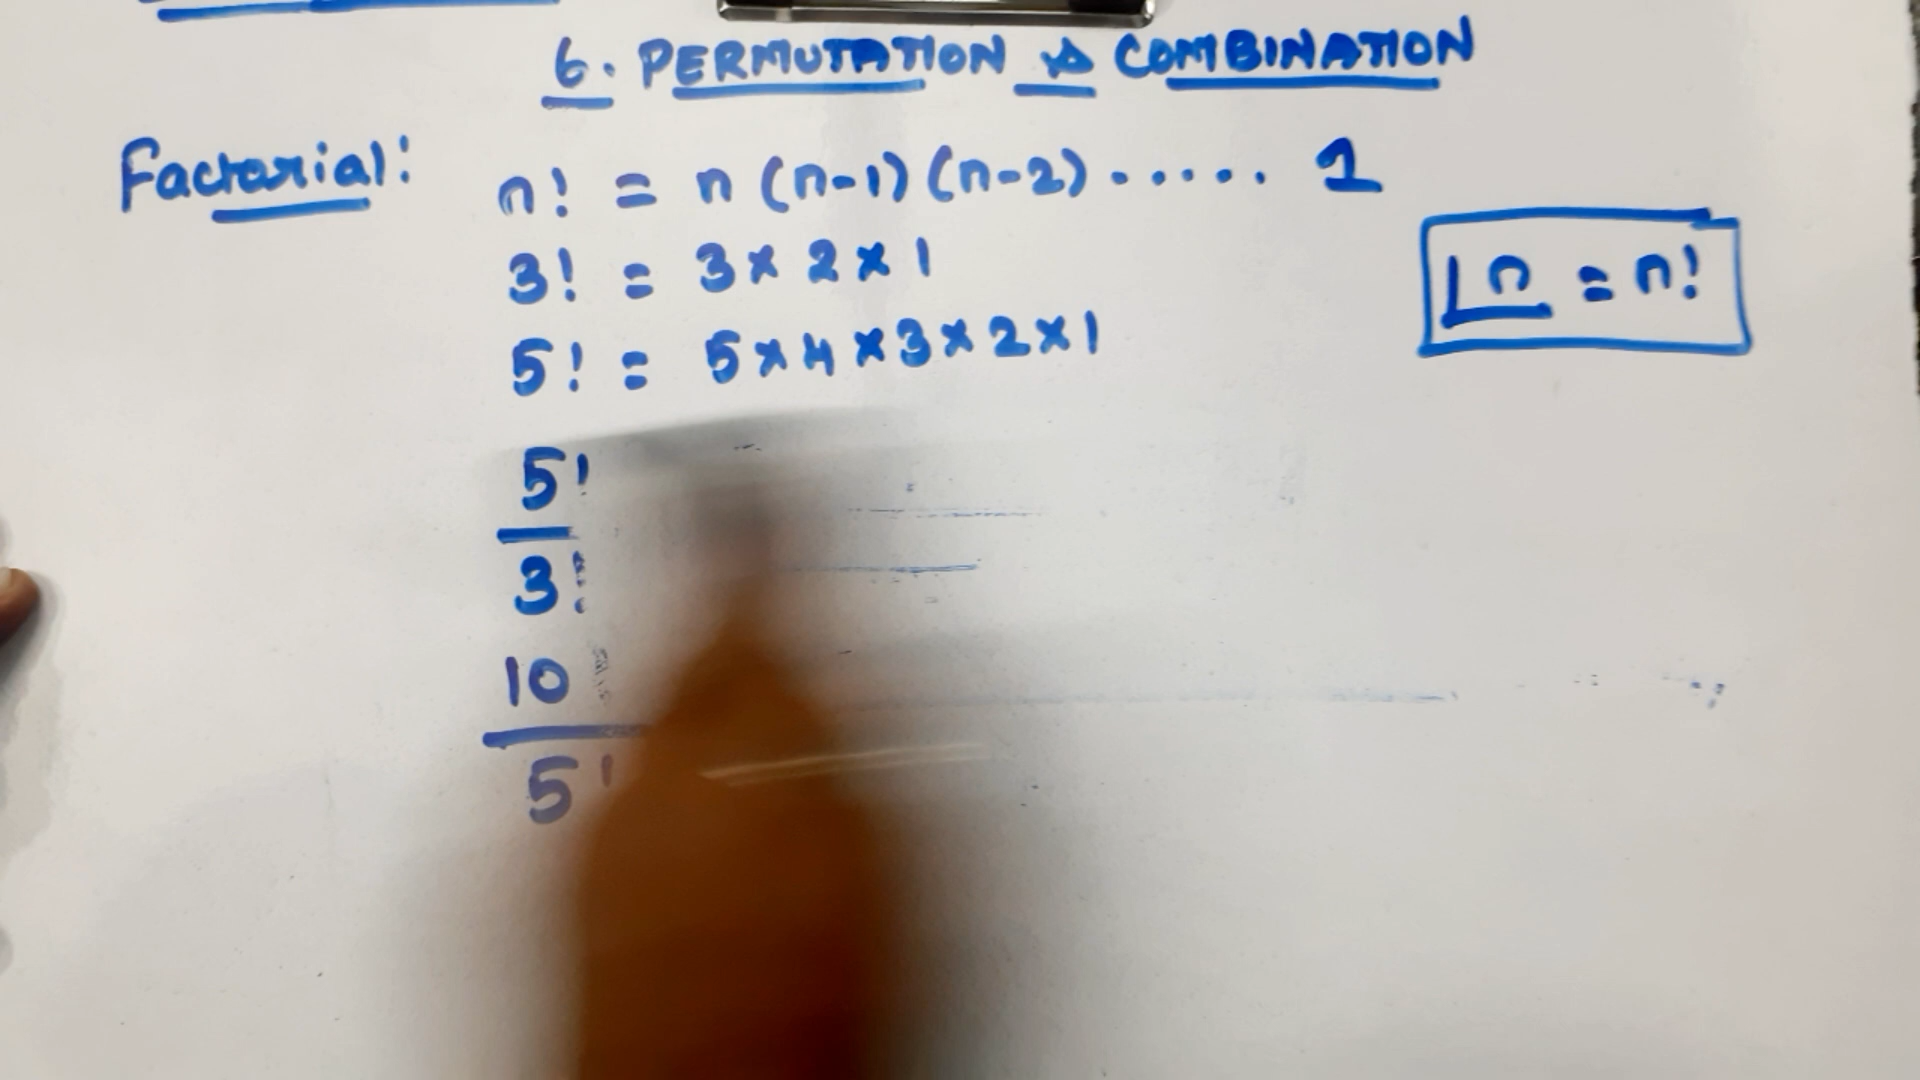 6. PERMUTATION & COMBINATION
Factorial:
n! = n (n-1) (n-2) ..... 1
3! = 3 × 2 × 1
|n = n!
5! = 5 × 4 × 3 × 2 × 1
5!
3!
10
5!